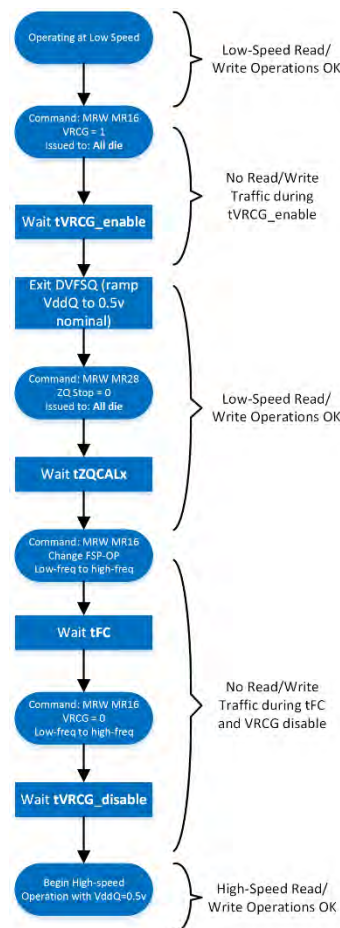 Operating at Low Speed
Low-Speed Read/
Write Operations OK
Command: MRW MR16
VRCG = 1
Issued to: All die
No Read/Write
Traffic during
tVRCG_enable
Wait tVRCG_enable
Exit DVFSQ (ramp
VddQ to 0.5v
nominal)
Command: MRW MR28
ZQ Stop = 0
Issued to: All die
Low-Speed Read/
Write Operations OK
Wait tZQCALx
Command: MRW MR16
Change FSP-OP
Low-freq to high-freq
Wait tFC
No Read/Write
Traffic during tFC
and VRCG disable
Command: MRW MR16
VRCG = 0
Low-freq to high-freq
Wait tVRCG_disable
Begin High-speed
Operation with VddQ=0.5v
High-Speed Read/
Write Operations OK